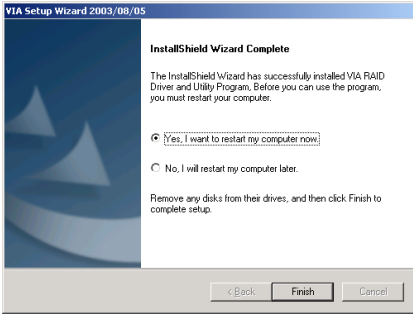 VIA Setup Wizard 2003/08/05
InstallShield Wizard Complete
The InstallShield Wizard has successfully installed VIA RAID
Driver and Utility Program, Before you can use the program,
you must restart your computer.
Yes, I want to restart my computer now.
No, I will restart my computer later.
Remove any disks from their drives, and then click Finish to
complete setup.
< Back
Finish
Cancel